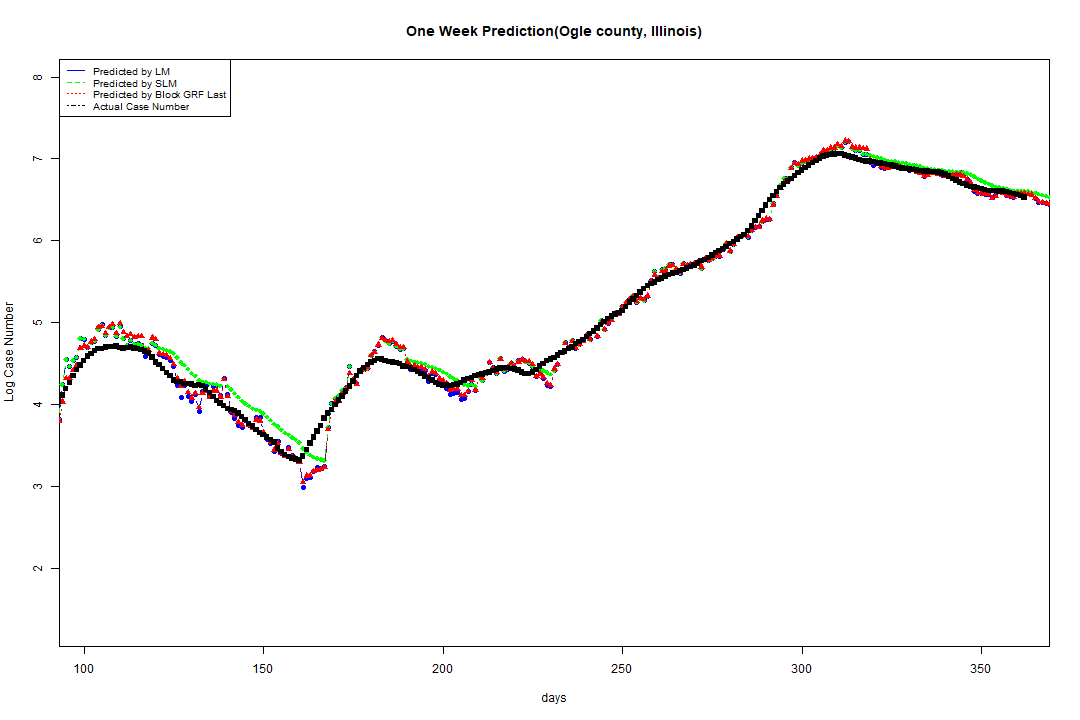 One Week Prediction(Ogle county, Illinois)
Predicted by LM
Predicted by SLM
Predicted by Block GRF Last
Actual Case Number
8
7
6
5
4
3
2
Log Case Number
100 150 200 250 300 350
days